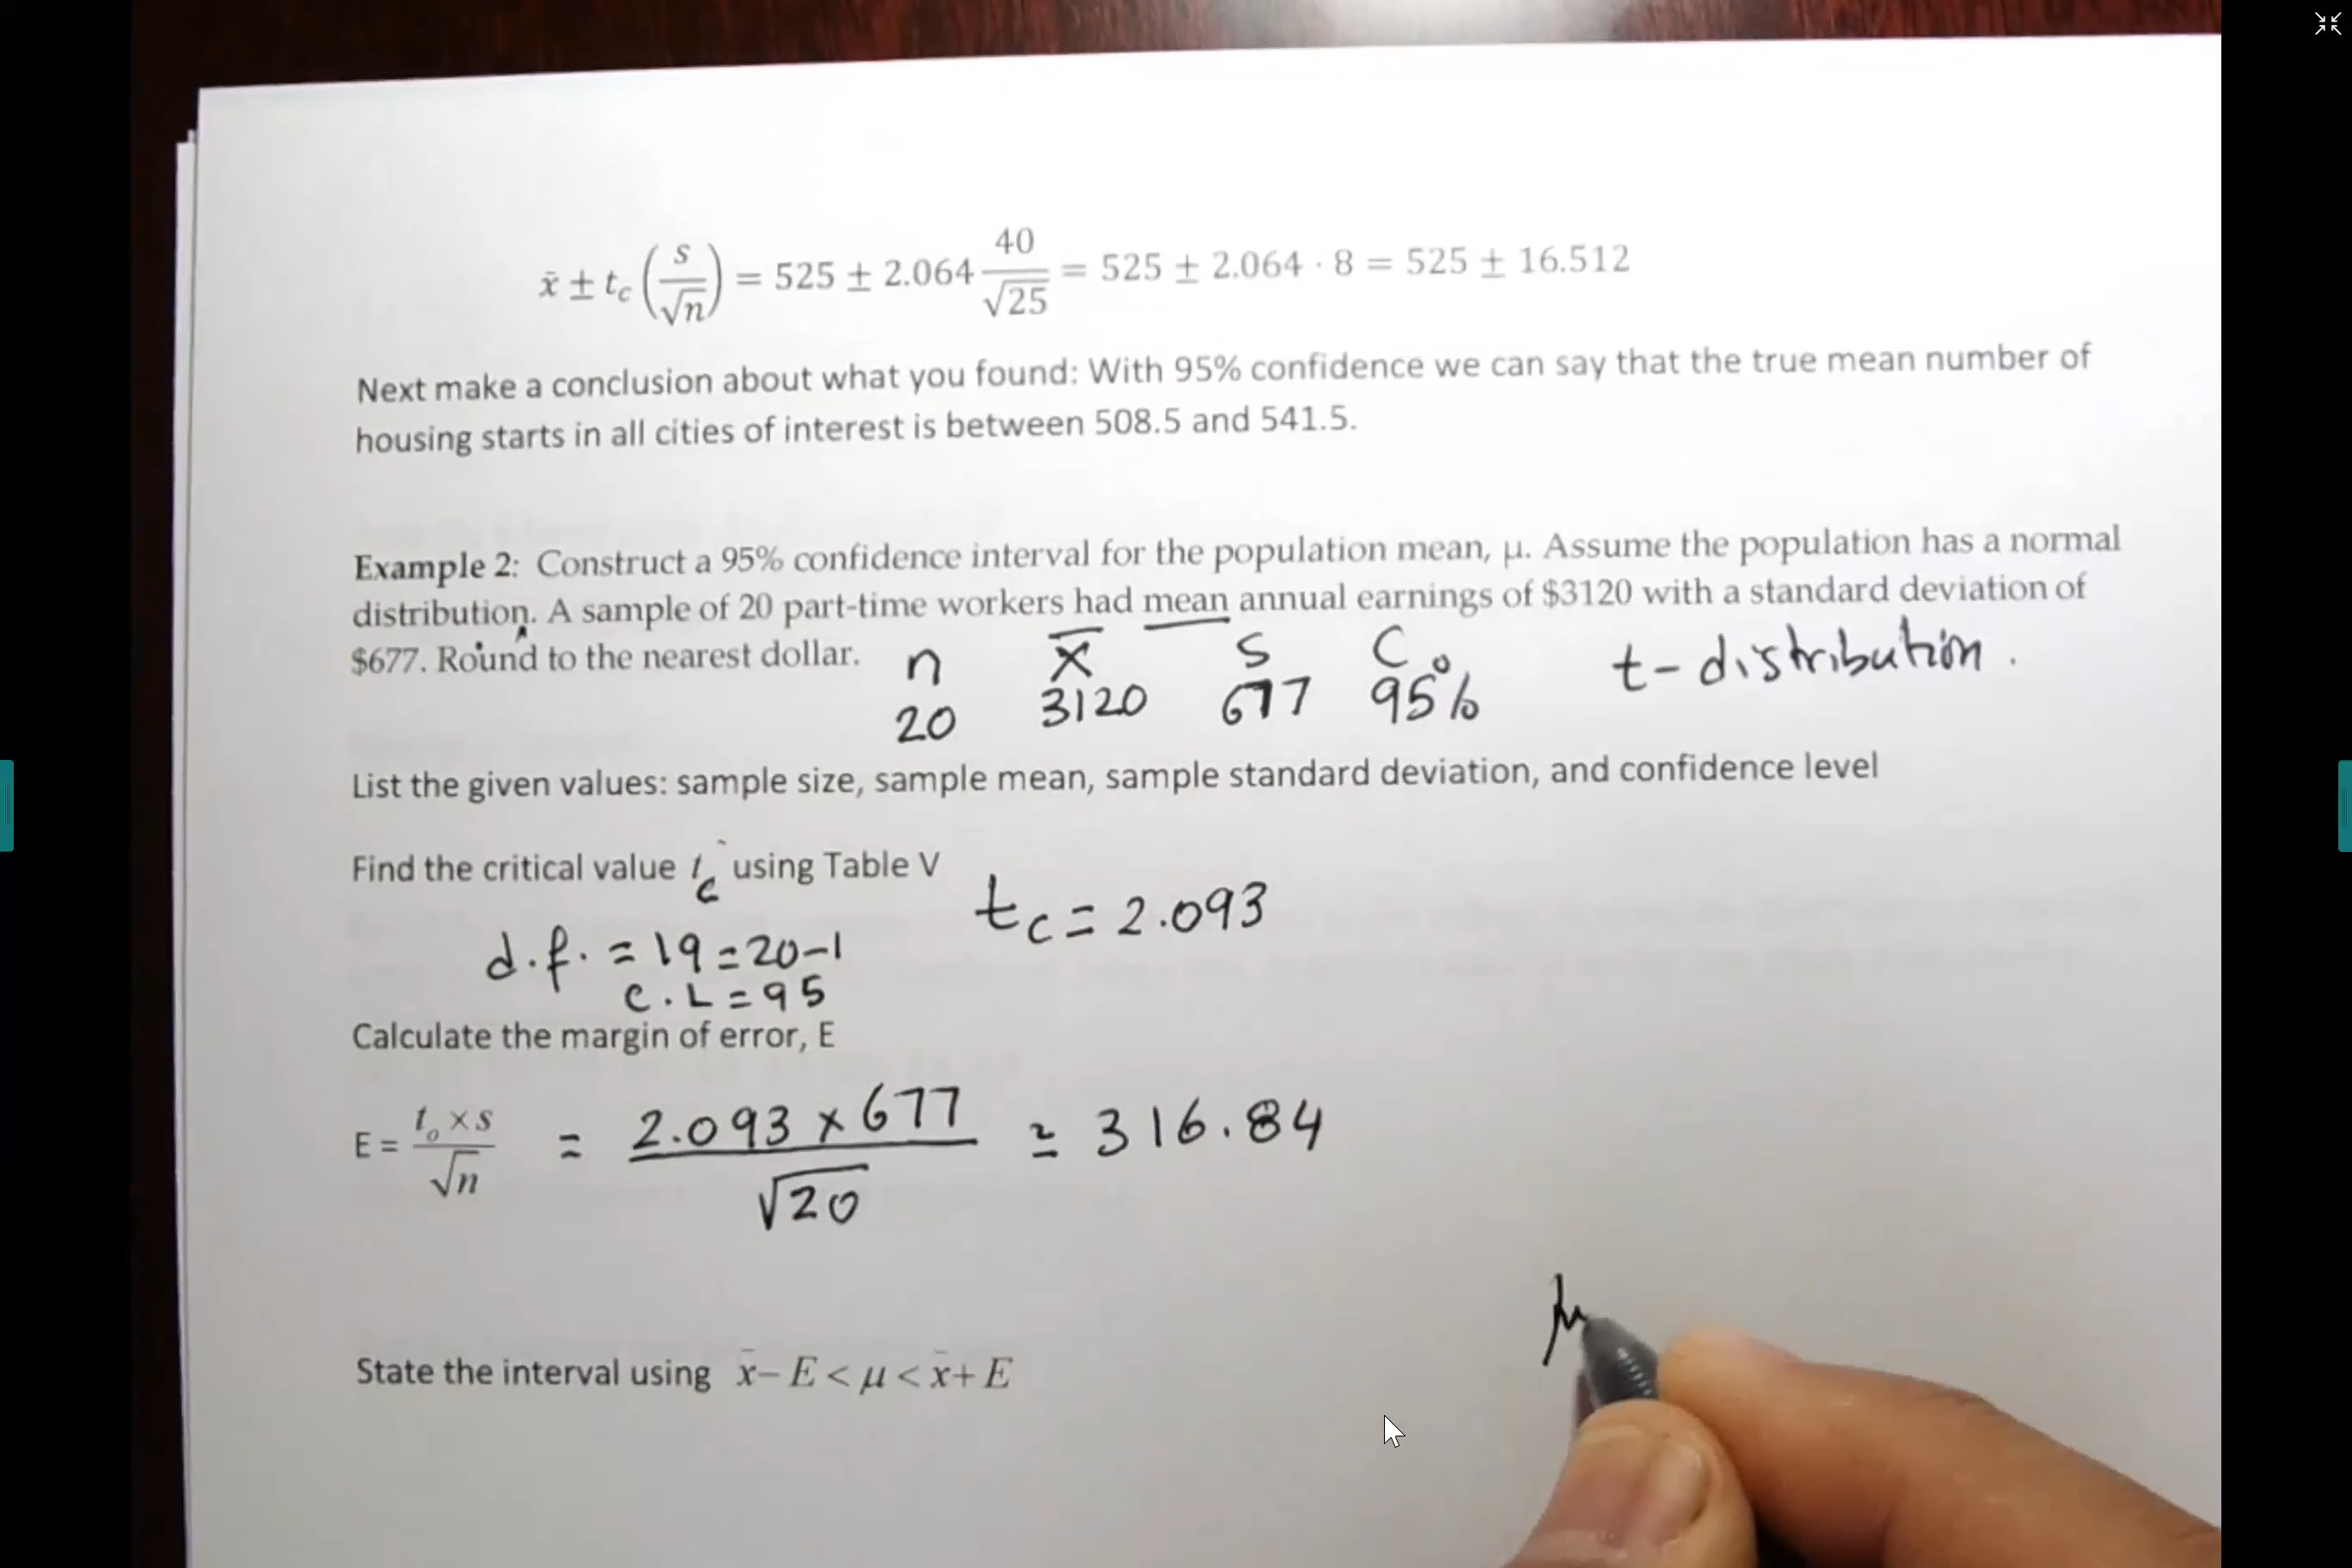 x̄ ± t_c (s/√n) = 525 ± 2.064 40/√25 = 525 ± 2.064 · 8 = 525 ± 16.512
Next make a conclusion about what you found: With 95% confidence we can say that the true mean number of
housing starts in all cities of interest is between 508.5 and 541.5.
Example 2: Construct a 95% confidence interval for the population mean, μ. Assume the population has a normal
distribution. A sample of 20 part-time workers had mean annual earnings of $3120 with a standard deviation of
$677. Round to the nearest dollar.
n x̄ s C t-distribution.
20 3120 677 95%
List the given values: sample size, sample mean, sample standard deviation, and confidence level
Find the critical value t_c using Table V
t_c = 2.093
d.f. = 19 = 20-1
C.L = 95
Calculate the margin of error, E
E = t_o × s/√n = 2.093 x 677/√20 ≃ 316.84
μ
State the interval using x̄ − E < μ < x̄ + E